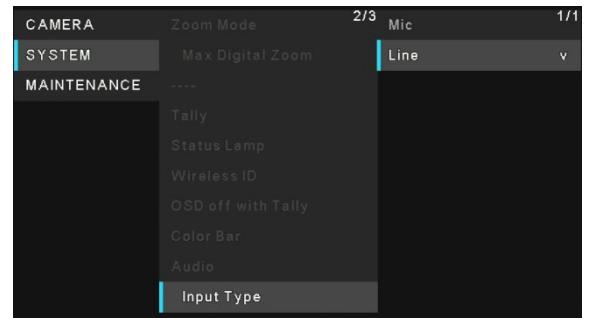 CAMERA
SYSTEM
MAINTENANCE
2/3
Zoom Mode
Max Digital Zoom
----
Tally
Status Lamp
Wireless ID
OSD off with Tally
Color Bar
Audio
Input Type
1/1
Mic
Line v